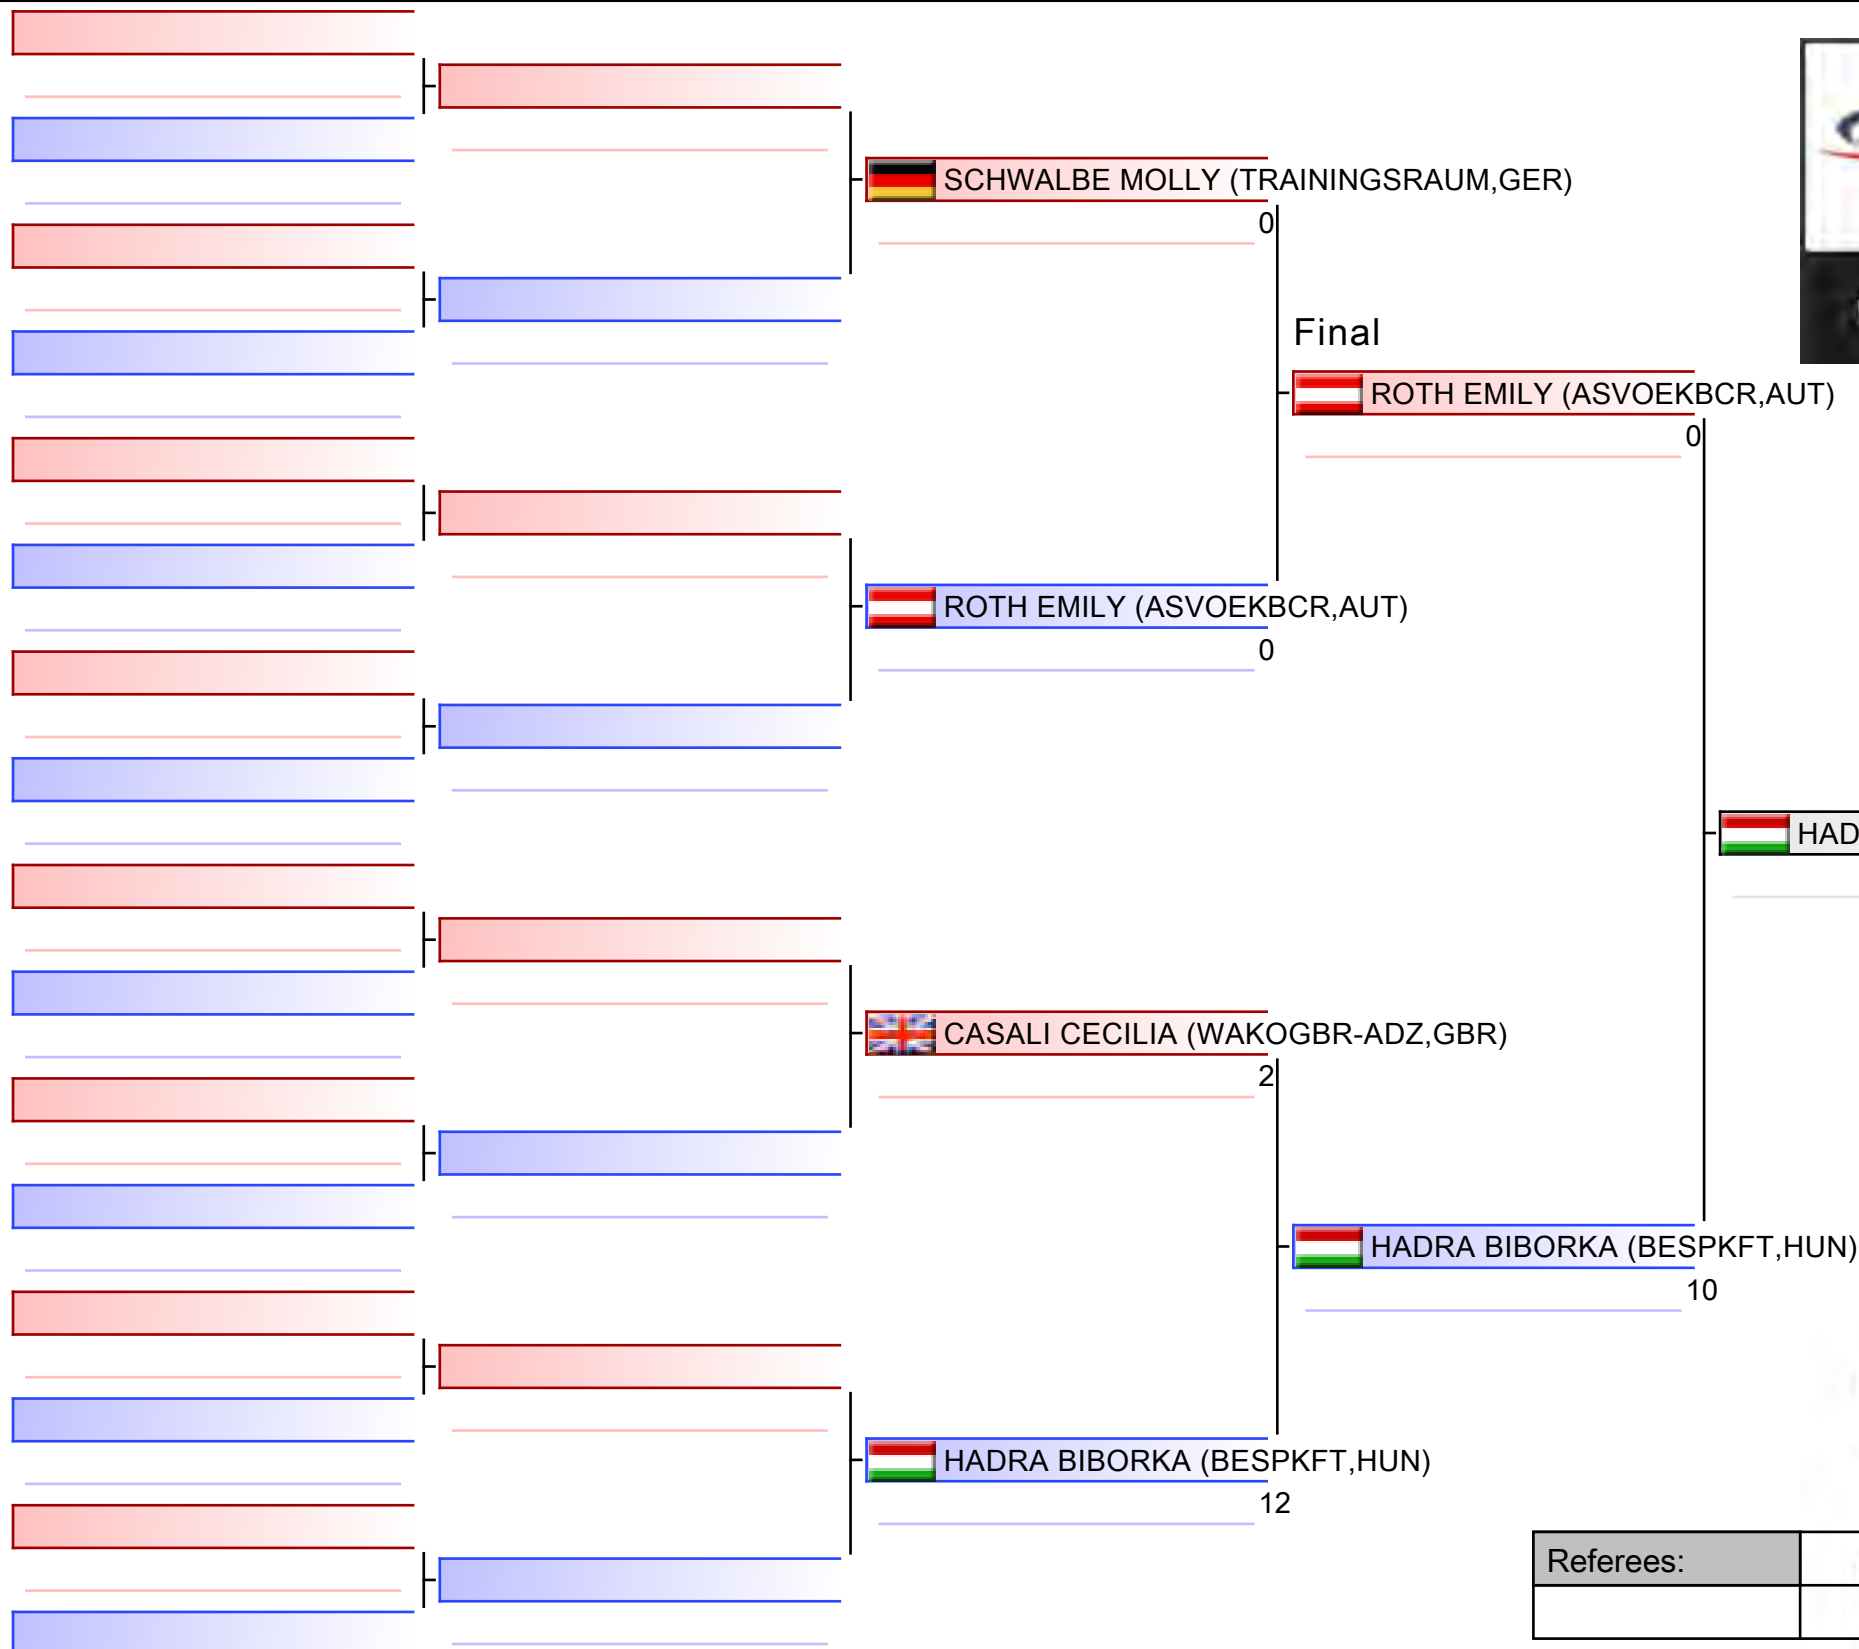 SCHWALBE MOLLY (TRAININGSRAUM,GER)
0
Final
ROTH EMILY (ASVOEKBCR,AUT)
0
ROTH EMILY (ASVOEKBCR,AUT)
0
HAD
CASALI CECILIA (WAKOGBR-ADZ,GBR)
2
HADRA BIBORKA (BESPKFT,HUN)
10
HADRA BIBORKA (BESPKFT,HUN)
12
Referees: